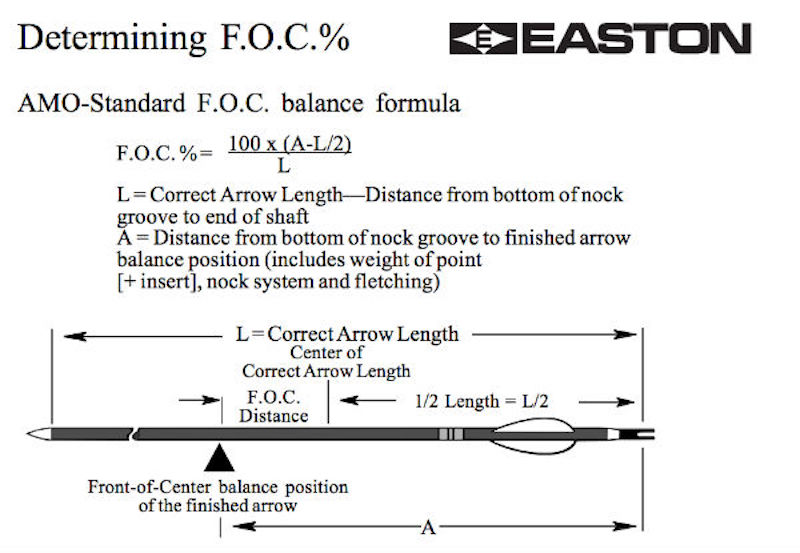 Determining F.O.C.%
E EASTON
AMO-Standard F.O.C. balance formula
F.O.C.%= 100 x (A-L/2)
L
L=Correct Arrow Length—Distance from bottom of nock
groove to end of shaft
A=Distance from bottom of nock groove to finished arrow
balance position (includes weight of point
[+ insert], nock system and fletching)
L=Correct Arrow Length
Center of
Correct Arrow Length
F.O.C.
Distance
1/2 Length = L/2
Front-of-Center balance position
of the finished arrow
A